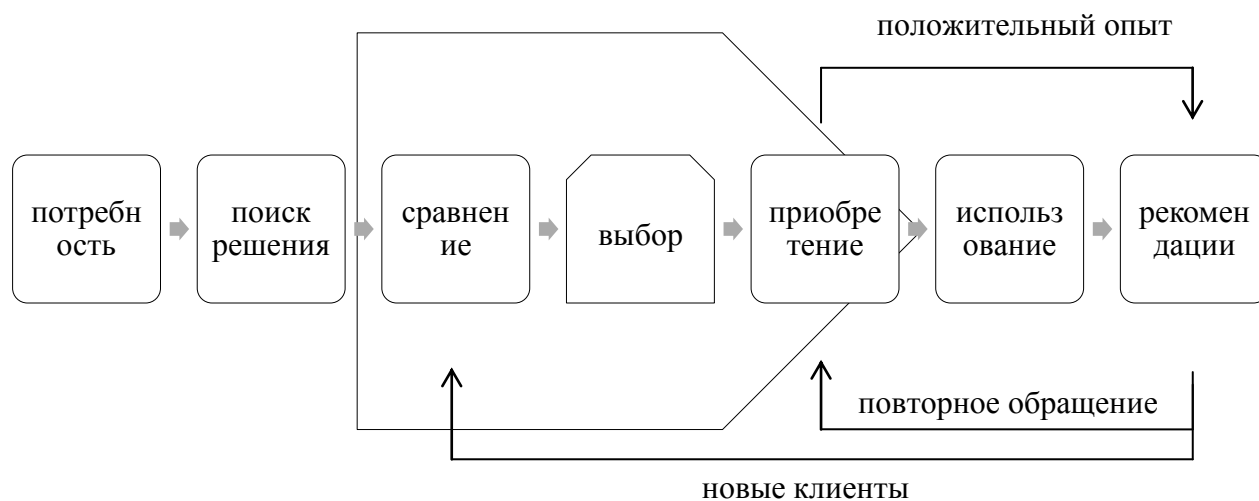 положительный опыт
потребн
ость
поиск
решения
сравнен
ие
выбор
приобре
тение
использ
ование
рекомен
дации
повторное обращение
новые клиенты